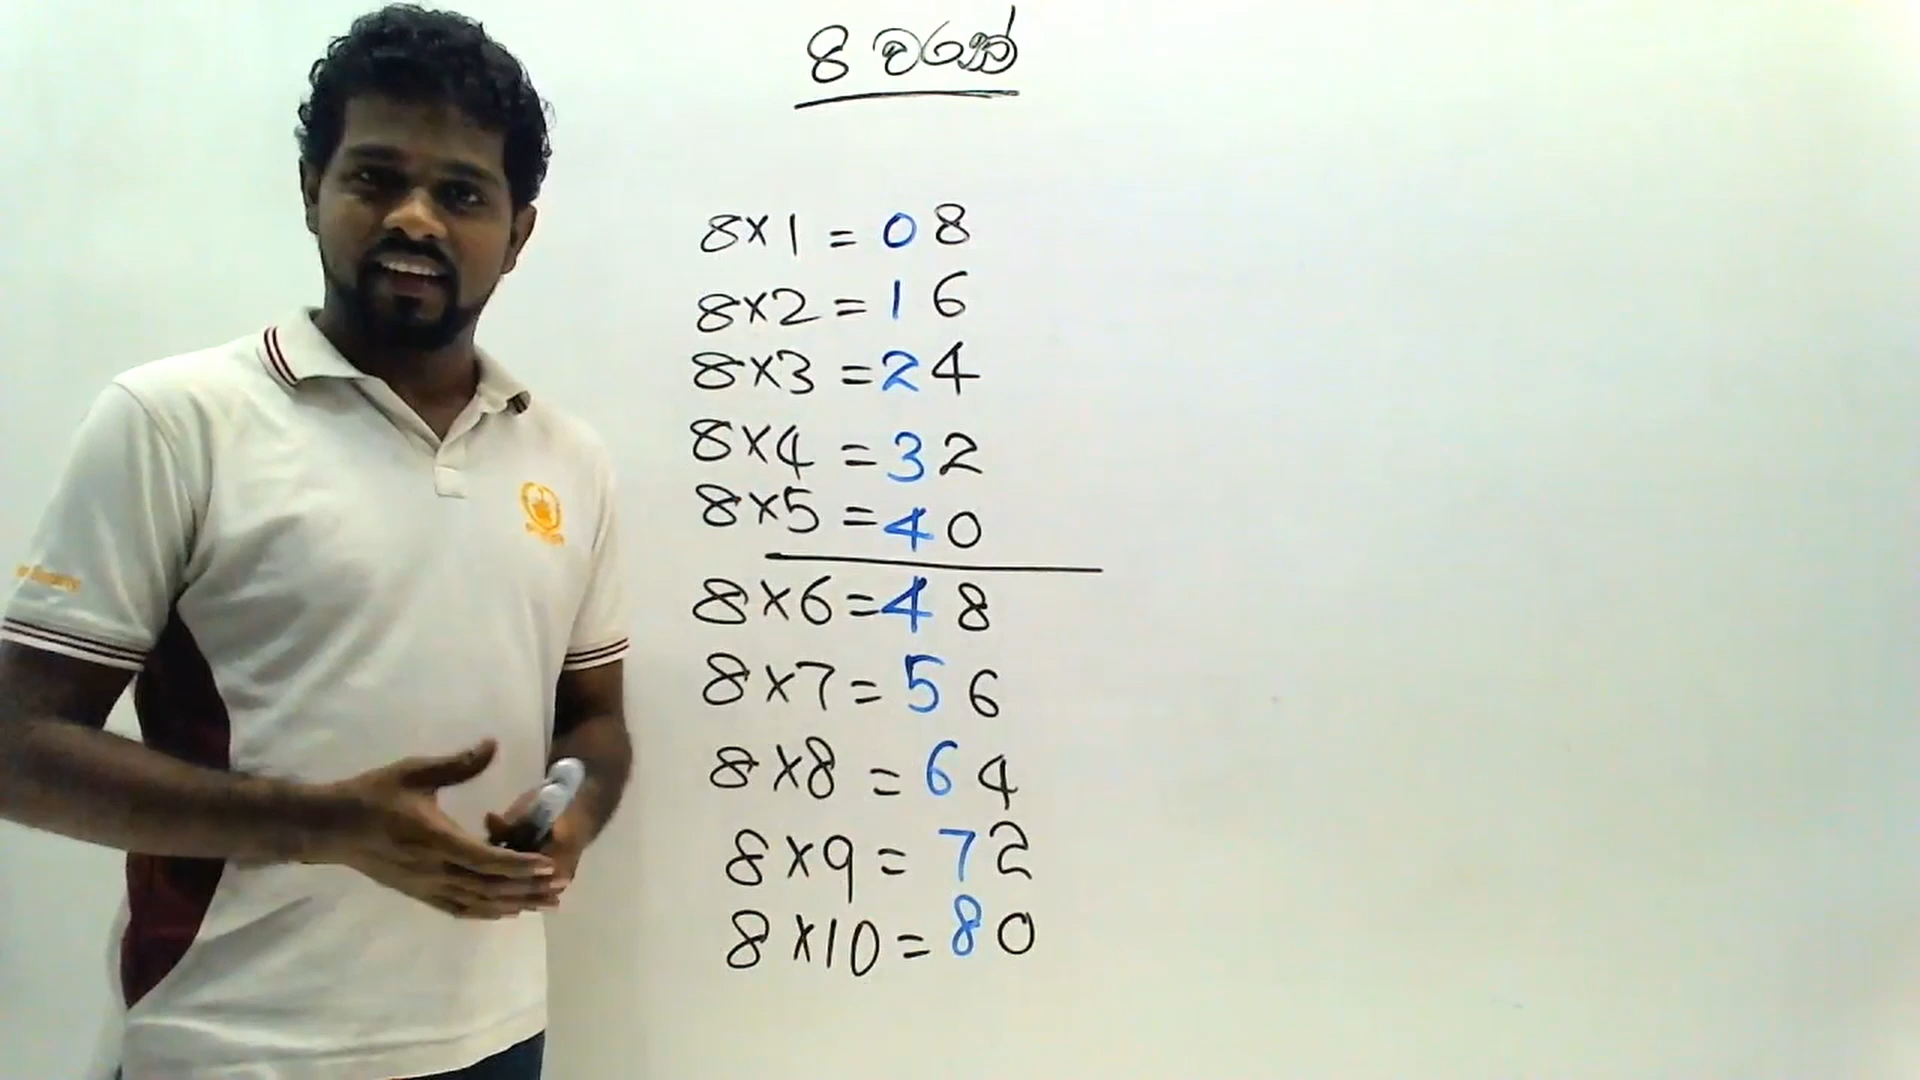 8 වරක්
8×1 = 08
8×2 = 16
8×3 = 24
8×4 = 32
8×5 = 40
8×6 = 48
8×7 = 56
8×8 = 64
8×9 = 72
8×10 = 80